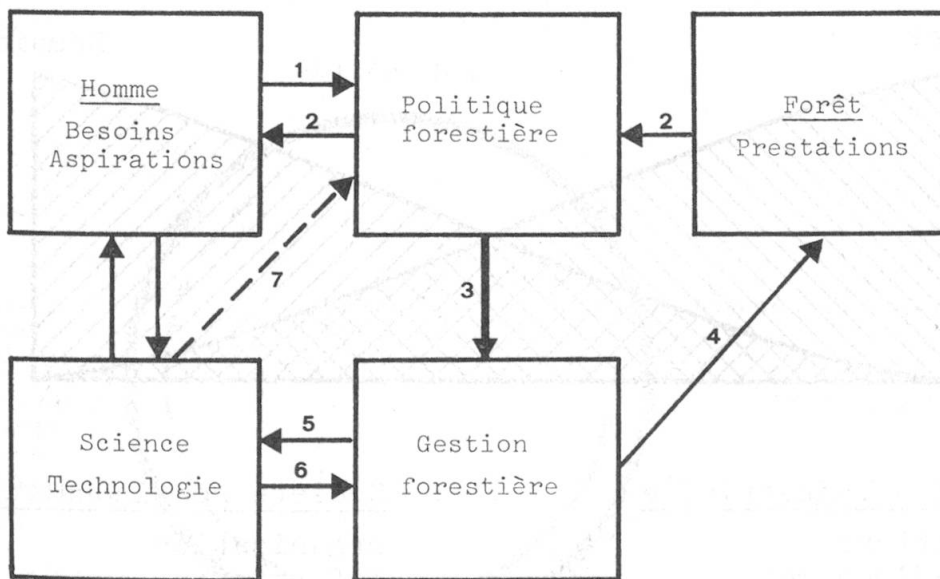 Homme
Besoins
Aspirations
1
2
Politique
forestière
2
Forêt
Prestations
7
3
4
Science
Technologie
5
6
Gestion
forestière